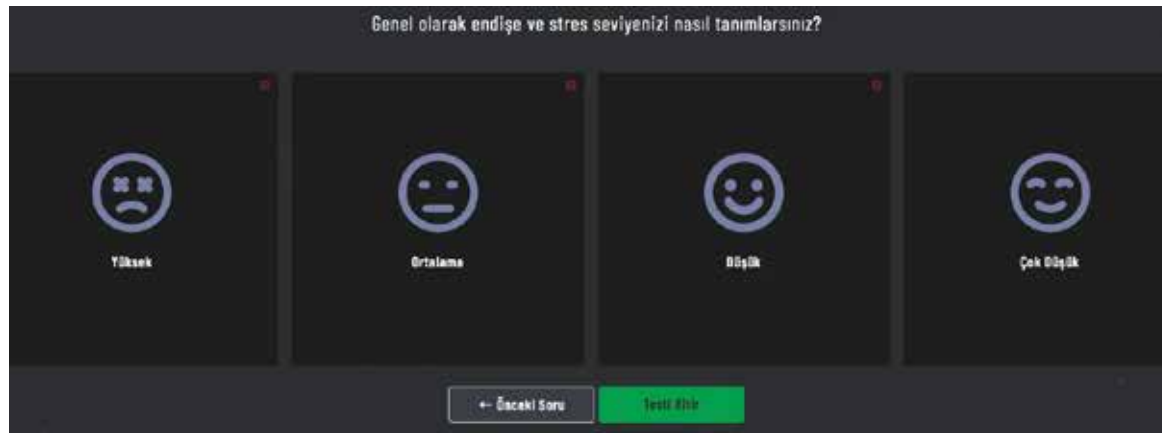 Genel olarak endişe ve stres seviyenizi nasıl tanımlarsınız?
Yüksek
Ortalama
Düşük
Çok Düşük
← Önceki Soru
Testi Bitir